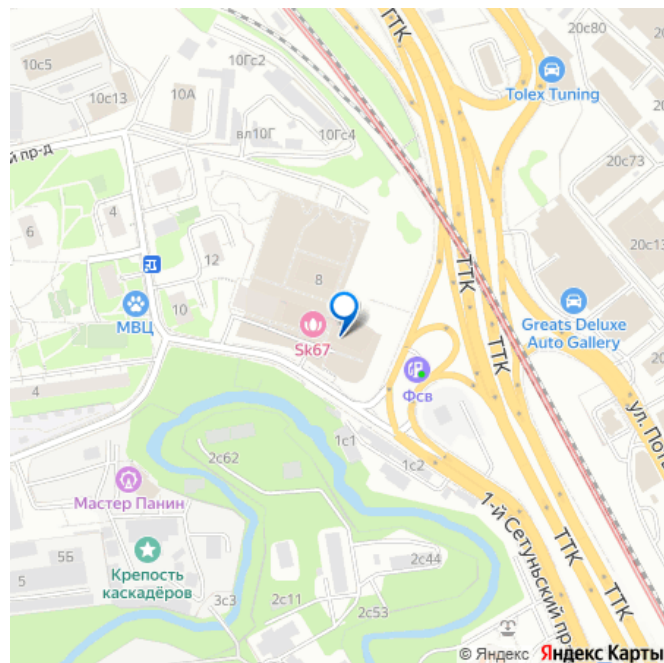 ТТК
20с80
10с5
10Гс2
10с13
10А
Tolex Tuning
вл10Г
10Гс4
й пр-д
20с73
4
6
12
20с13
8
ТТК
10
МВЦ
Sk67
Greats Deluxe
Auto Gallery
ТТК
Фсв
ул. Пота
1с1
2с62
1с2
Мастер Панин
1-й Сетуньский пр
ТТК
5Б
5
Крепость
каскадёров
2с44
ТТК
3с3
2с11
2с53
© Яндекс Яндекс Карты